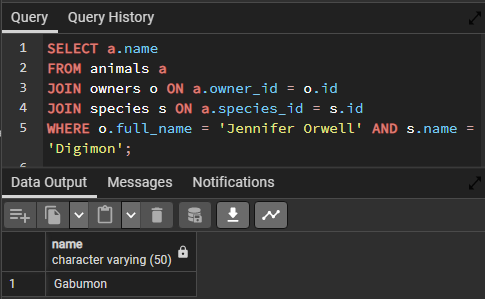 Query Query History
1 SELECT a.name
2 FROM animals a
3 JOIN owners o ON a.owner_id = o.id
4 JOIN species s ON a.species_id = s.id
5 WHERE o.full_name = 'Jennifer Orwell' AND s.name =
'Digimon';
Data Output Messages Notifications
name
character varying (50)
1 Gabumon